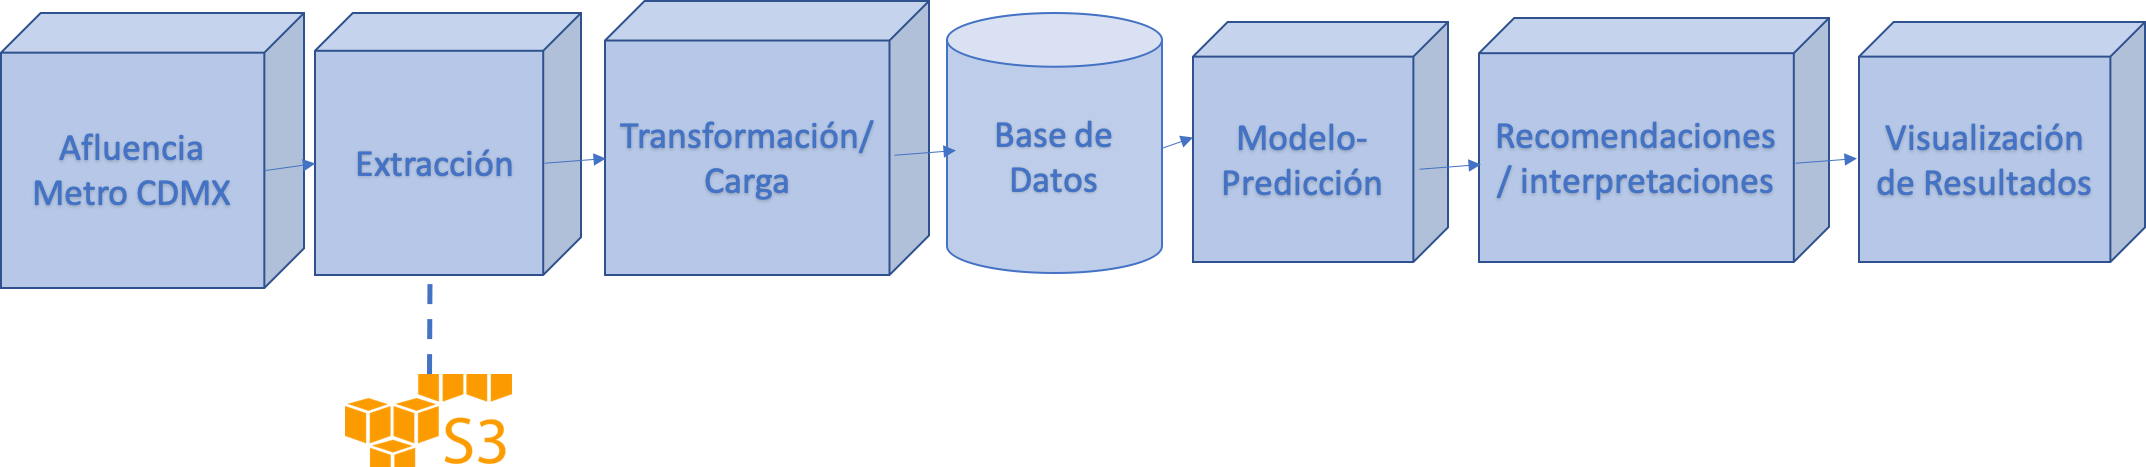 Afluencia
Metro CDMX
Extracción
Transformación/
Carga
Base de
Datos
Modelo-
Predicción
Recomendaciones
/ interpretaciones
Visualización
de Resultados
S3